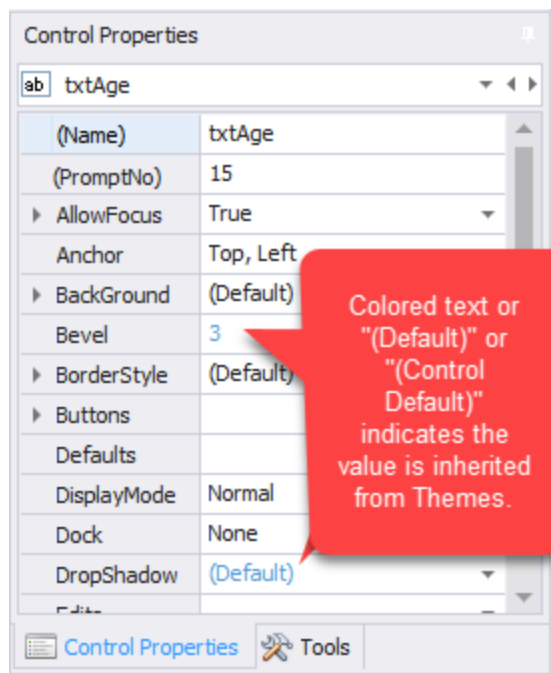 Control Properties
ab txtAge
(Name) txtAge
(PromptNo) 15
AllowFocus True
Anchor Top, Left
BackGround (Default)
Bevel 3
BorderStyle (Default)
Buttons
Defaults
DisplayMode Normal
Dock None
DropShadow (Default)
Colored text or
"(Default)" or
"(Control
Default)"
indicates the
value is inherited
from Themes.
Control Properties Tools